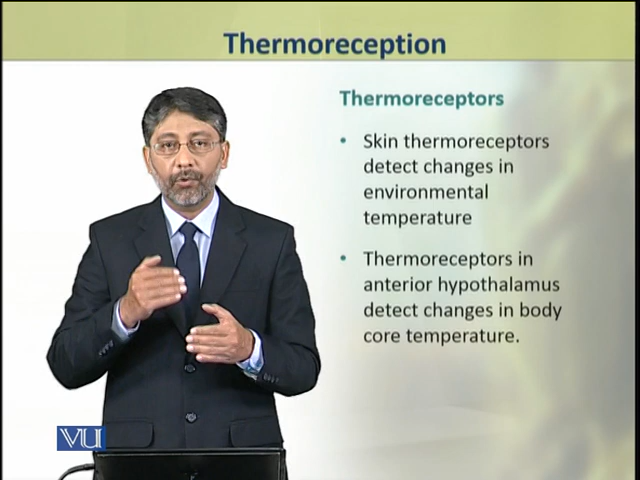 Thermoreception
Thermoreceptors
• Skin thermoreceptors
detect changes in
environmental
temperature
• Thermoreceptors in
anterior hypothalamus
detect changes in body
core temperature.
VU